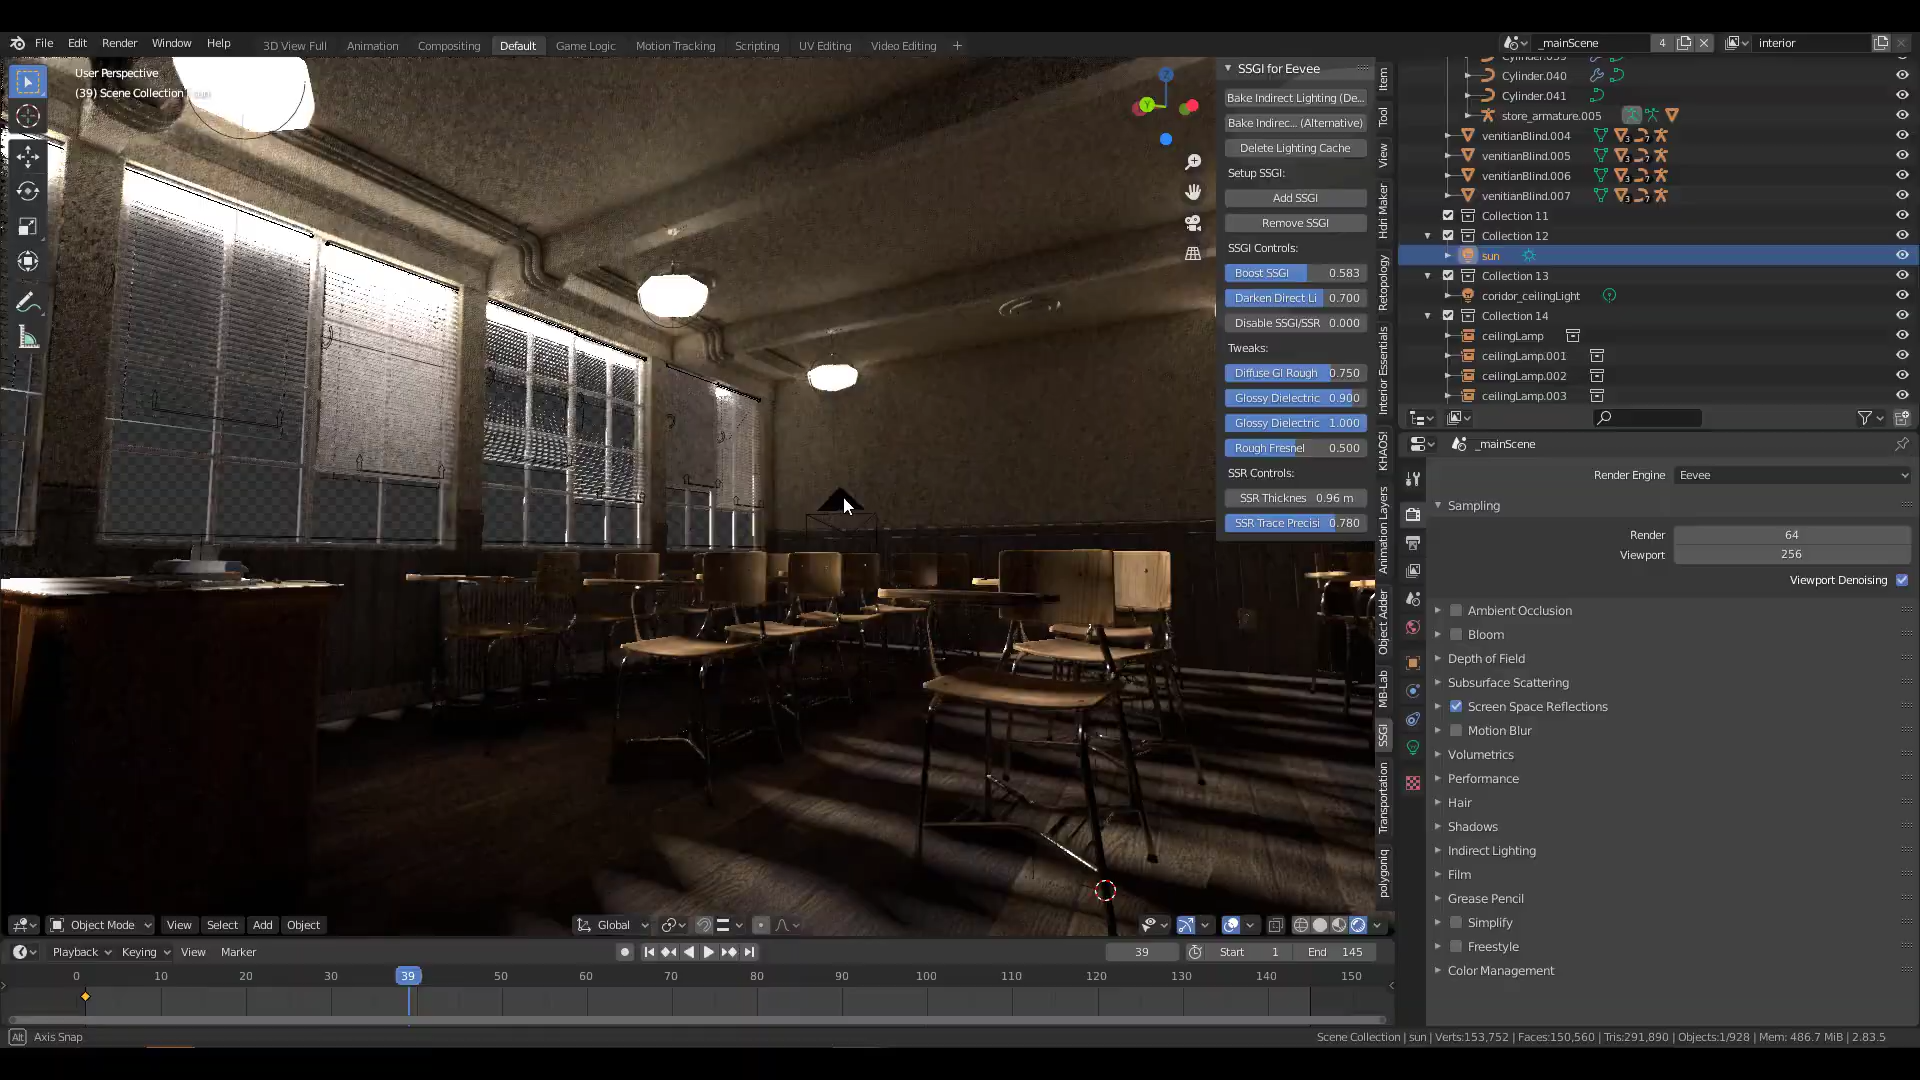 File Edit Render Window Help 3D View Full Animation Compositing Default Game Logic Motion Tracking Scripting UV Editing Video Editing + _mainScene 4 interior
User Perspective
(39) Scene Collection
SSGI for Eevee
Bake Indirect Lighting (De...
Bake Indirec... (Alternative)
Delete Lighting Cache
Setup SSGI:
Add SSGI
Remove SSGI
SSGI Controls:
Boost SSGI 0.583
Darken Direct Li 0.700
Disable SSGI/SSR 0.000
Tweaks:
Diffuse GI Rough 0.750
Glossy Dielectric 0.900
Glossy Dielectric 1.000
Rough Fresnel 0.500
SSR Controls:
SSR Thicknes 0.96 m
SSR Trace Precisi 0.780
Item
Tool
View
Hdri Maker
Retopology
Interior Essentials
KHAOS!
Animation Layers
Object Adder
MB-Lab
SSGI
Transportation
polygoniq
Cylinder.040
Cylinder.041
store_armature.005
venitianBlind.004 3 7
venitianBlind.005 3 7
venitianBlind.006 3 7
venitianBlind.007 3 7
Collection 11
Collection 12
sun
Collection 13
coridor_ceilingLight
Collection 14
ceilingLamp
ceilingLamp.001
ceilingLamp.002
ceilingLamp.003
_mainScene
Render Engine Eevee
Sampling
Render 64
Viewport 256
Viewport Denoising
Ambient Occlusion
Bloom
Depth of Field
Subsurface Scattering
Screen Space Reflections
Motion Blur
Volumetrics
Performance
Hair
Shadows
Indirect Lighting
Film
Grease Pencil
Simplify
Freestyle
Color Management
Object Mode View Select Add Object Global
Playback Keying View Marker 39 Start 1 End 145
0 10 20 30 39 50 60 70 80 90 100 110 120 130 140 150
Alt Axis Snap
Scene Collection | sun | Verts:153,752 | Faces:150,560 | Tris:291,890 | Objects:1/928 | Mem: 486.7 MiB | 2.83.5